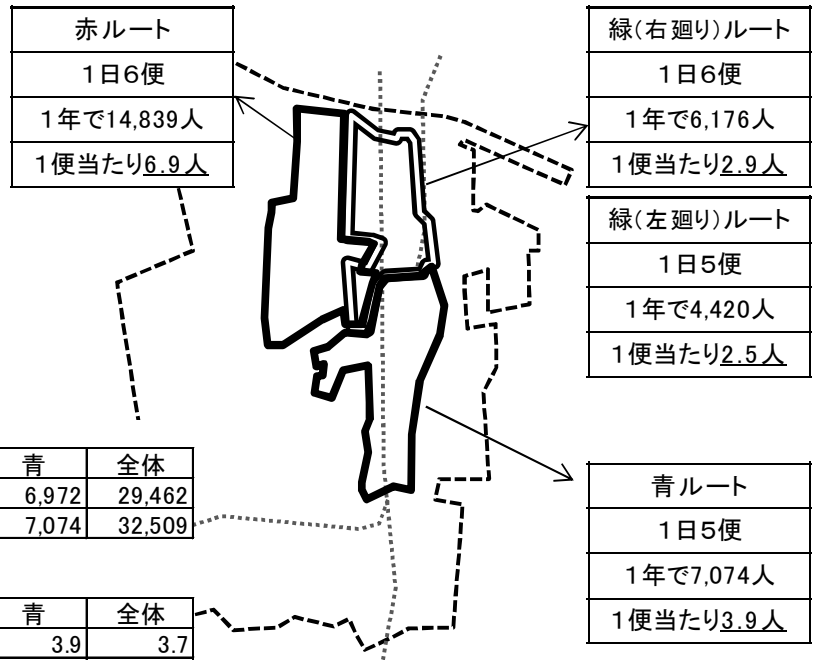 赤ルート
1日6便
1年で14,839人
1便当たり6.9人
緑(右廻り)ルート
1日6便
1年で6,176人
1便当たり2.9人
緑(左廻り)ルート
1日5便
1年で4,420人
1便当たり2.5人
青 全体
6,972 29,462
7,074 32,509
青ルート
1日5便
1年で7,074人
1便当たり3.9人
青 全体
3.9 3.7